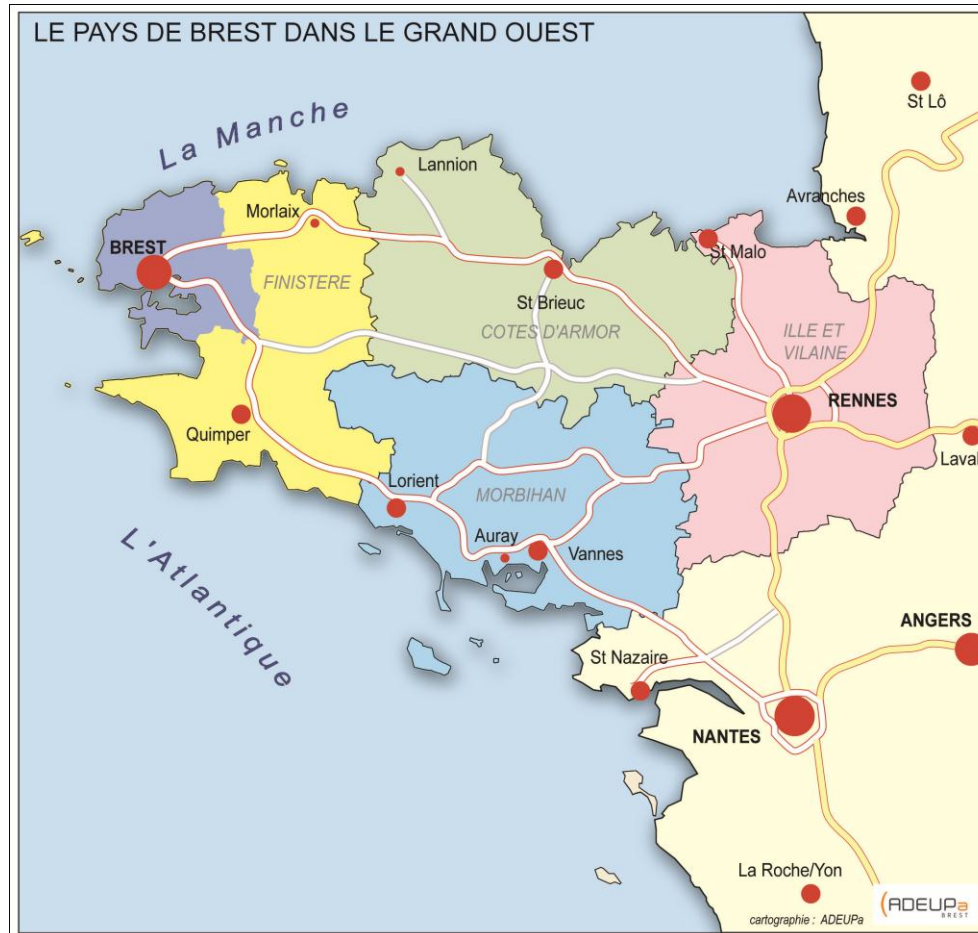 LE PAYS DE BREST DANS LE GRAND OUEST
St Lô
La Manche
Lannion
Avranches
Morlaix
BREST
St Malo
FINISTERE
St Brieuc
COTES D'ARMOR
ILLE ET
VILAINE
RENNES
Quimper
Laval
Lorient
MORBIHAN
Auray
Vannes
L'Atlantique
ANGERS
St Nazaire
NANTES
La Roche/Yon
cartographie : ADEUPa
ADEUPa
BREST